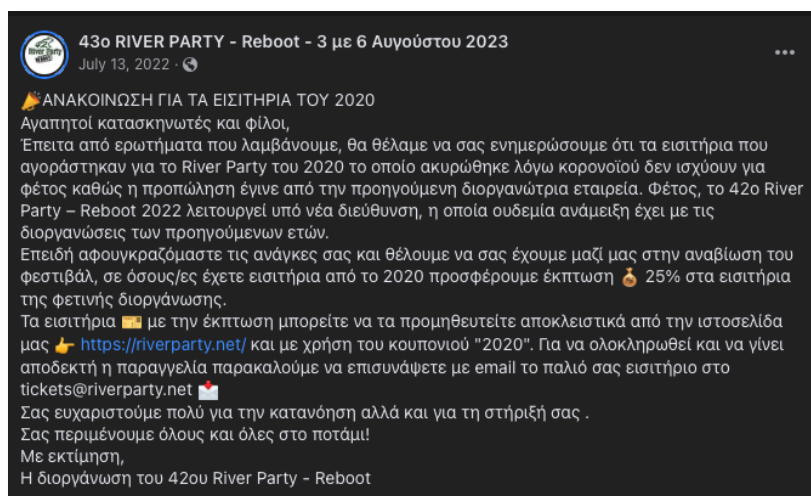 43ο RIVER PARTY - Reboot - 3 με 6 Αυγούστου 2023
July 13, 2022 ·
ΑΝΑΚΟΙΝΩΣΗ ΓΙΑ ΤΑ ΕΙΣΙΤΗΡΙΑ ΤΟΥ 2020
Αγαπητοί κατασκηνωτές και φίλοι,
Έπειτα από ερωτήματα που λαμβάνουμε, θα θέλαμε να σας ενημερώσουμε ότι τα εισιτήρια που
αγοράστηκαν για το River Party του 2020 το οποίο ακυρώθηκε λόγω κορονοϊού δεν ισχύουν για
φέτος καθώς η προπώληση έγινε από την προηγούμενη διοργανώτρια εταιρεία. Φέτος, το 42ο River
Party – Reboot 2022 λειτουργεί υπό νέα διεύθυνση, η οποία ουδεμία ανάμειξη έχει με τις
διοργανώσεις των προηγούμενων ετών.
Επειδή αφουγκραζόμαστε τις ανάγκες σας και θέλουμε να σας έχουμε μαζί μας στην αναβίωση του
φεστιβάλ, σε όσους/ες έχετε εισιτήρια από το 2020 προσφέρουμε έκπτωση 💰 25% στα εισιτήρια
της φετινής διοργάνωσης.
Τα εισιτήρια 🎫 με την έκπτωση μπορείτε να τα προμηθευτείτε αποκλειστικά από την ιστοσελίδα
μας 👉 https://riverparty.net/ και με χρήση του κουπονιού "2020". Για να ολοκληρωθεί και να γίνει
αποδεκτή η παραγγελία παρακαλούμε να επισυνάψετε με email το παλιό σας εισιτήριο στο
tickets@riverparty.net 📩
Σας ευχαριστούμε πολύ για την κατανόηση αλλά και για τη στήριξή σας .
Σας περιμένουμε όλους και όλες στο ποτάμι!
Με εκτίμηση,
Η διοργάνωση του 42ου River Party - Reboot